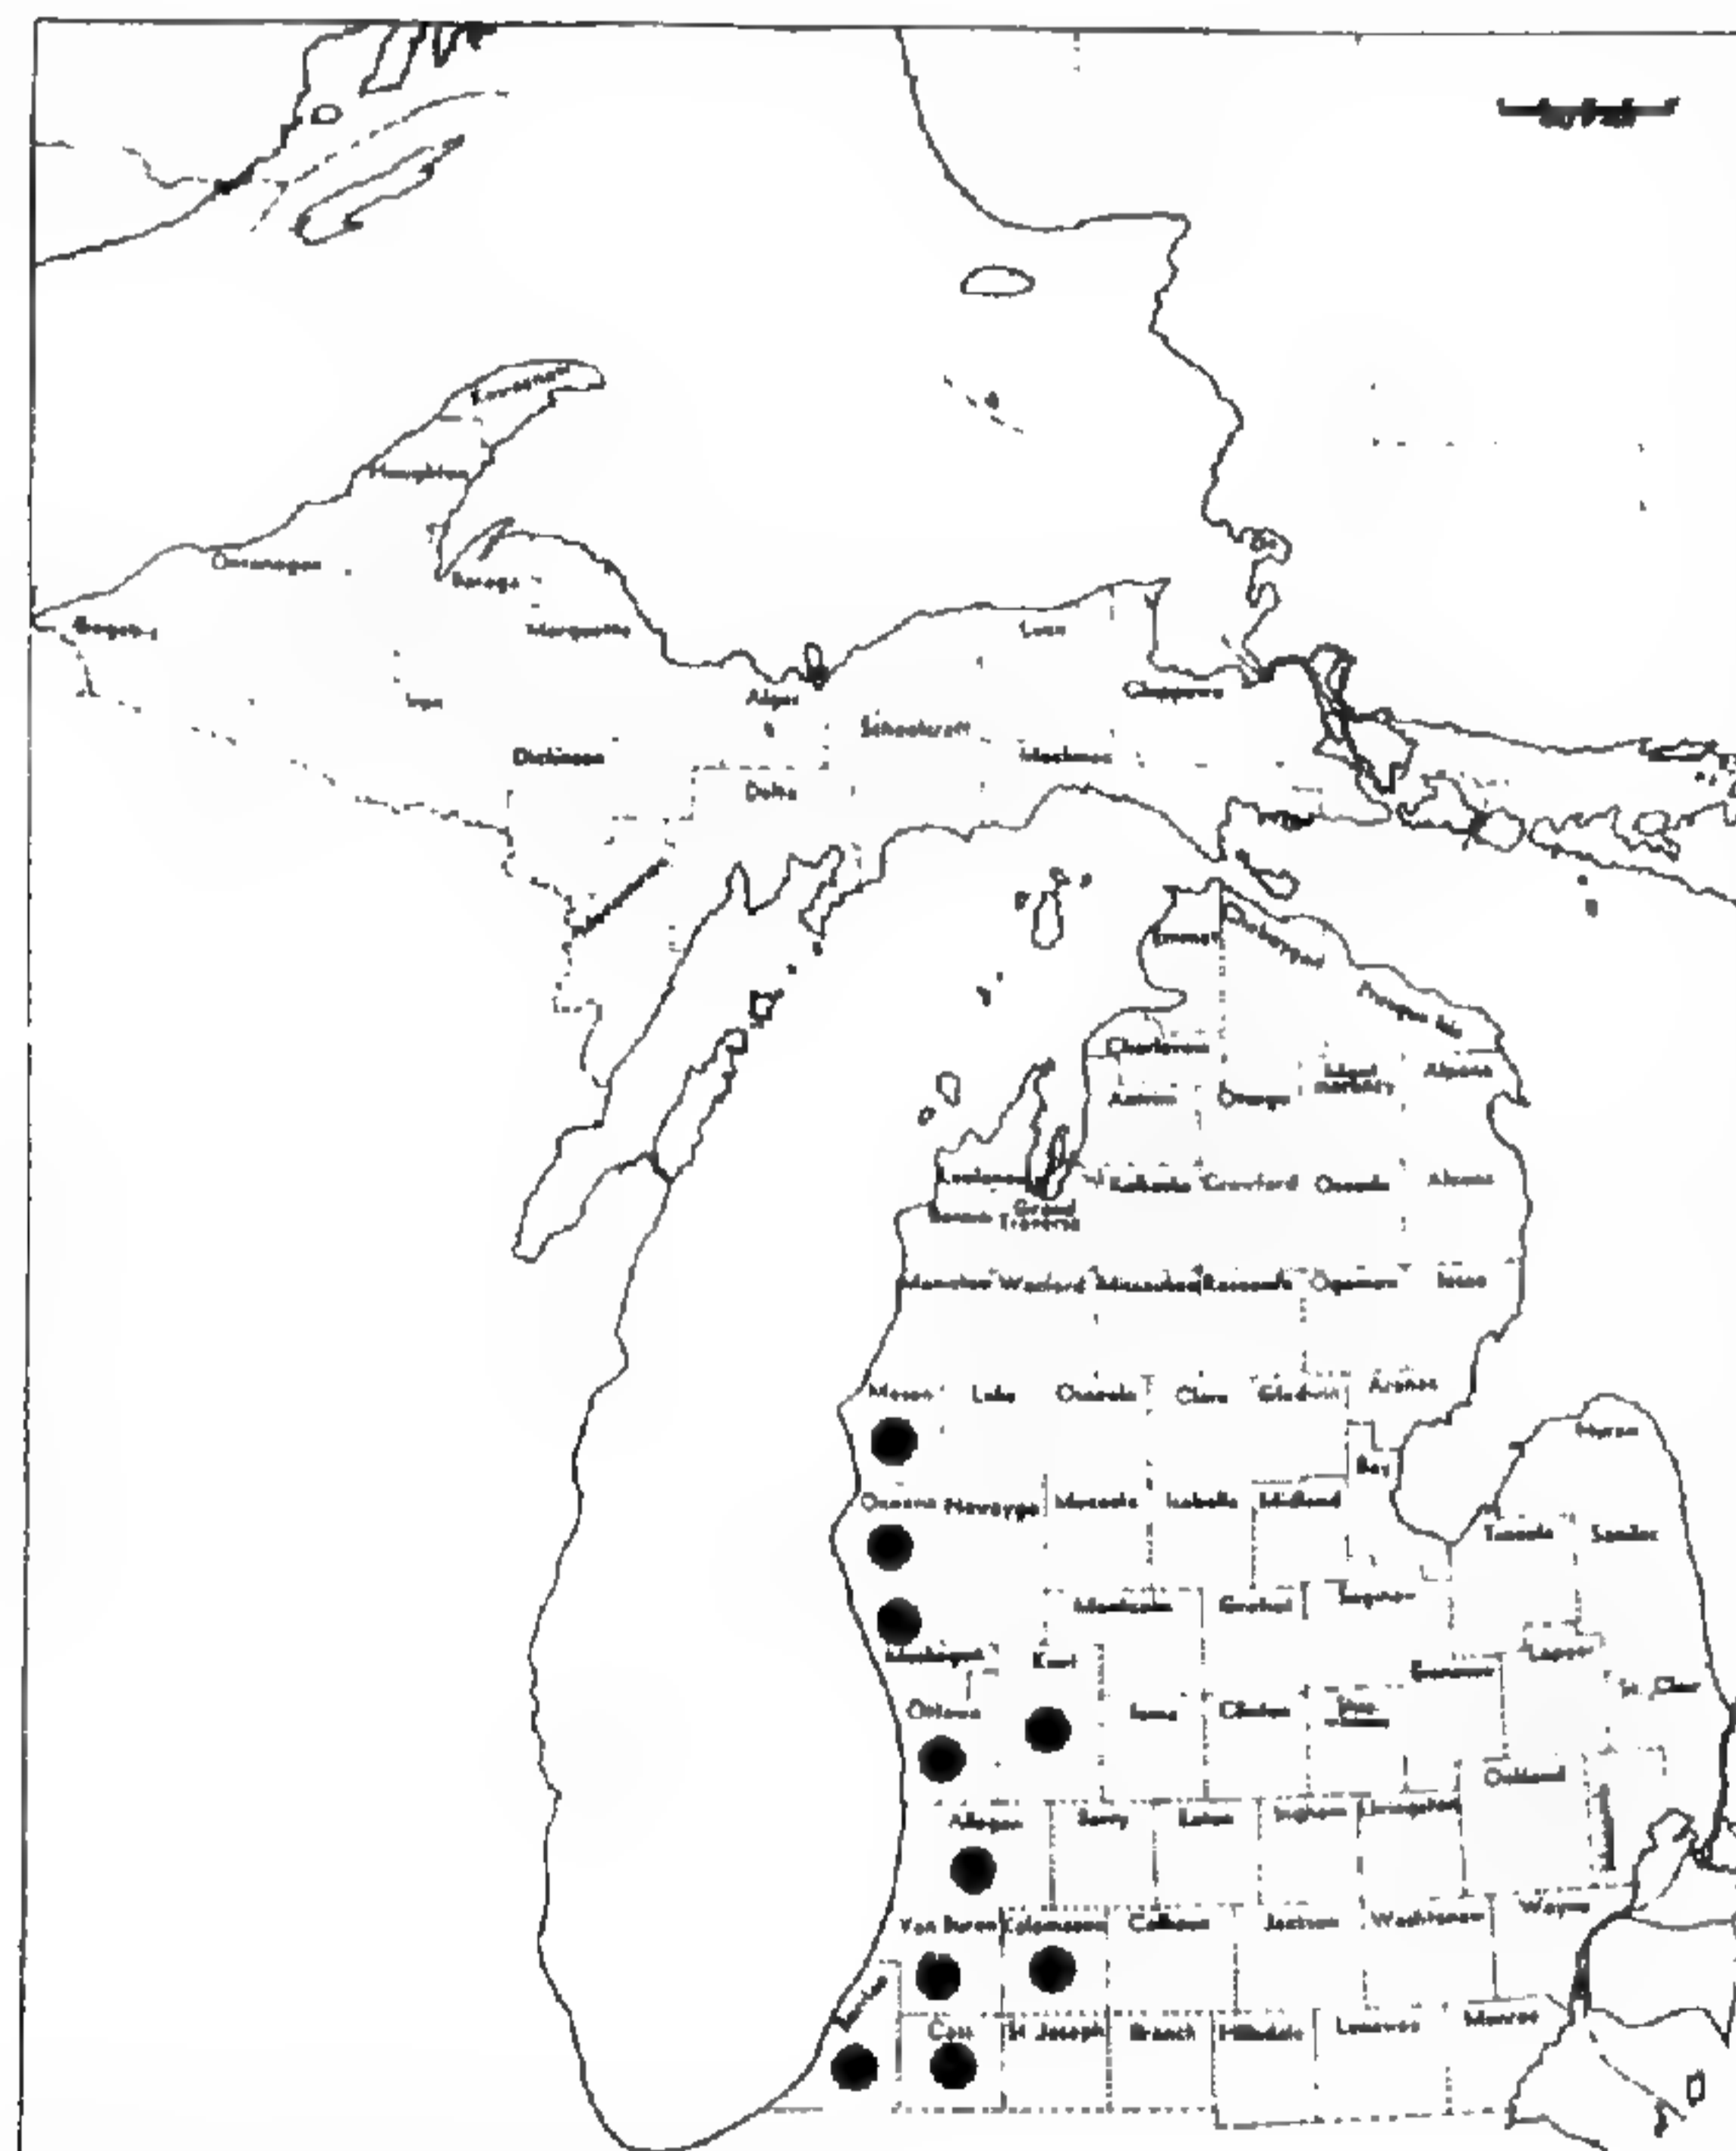 Ontonagon
Baraga
Marquette
Luce
Alger
Chippewa
Schoolcraft
Dickinson
Mackinac
Delta
Emmet
Charlevoix
Alpena
Antrim
Otsego
Kalkaska Crawford Oscoda Alcona
Grand
Traverse
Manistee Wexford Missaukee Roscommon Ogemaw Iosco
Mason Lake Osceola Clare Gladwin Arenac
Huron
Bay
Oceana Newaygo Mecosta Isabella Midland
Tuscola Sanilac
Montcalm Gratiot
Muskegon Kent
Genesee Lapeer
St. Clair
Ottawa Ionia Clinton
Oakland
Allegan Barry Eaton Ingham Livingston
Van Buren Kalamazoo Calhoun Jackson Washtenaw Wayne
Cass St Joseph Branch Hillsdale Lenawee Monroe